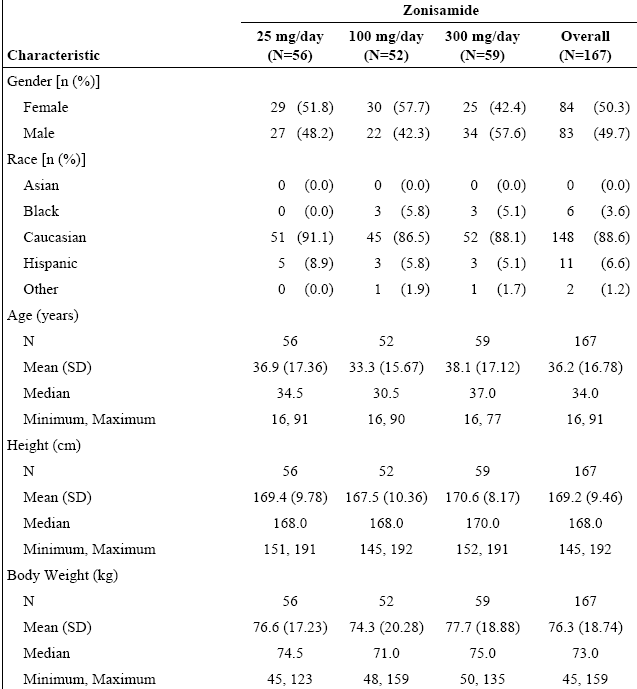 Zonisamide
Characteristic 25 mg/day (N=56) 100 mg/day (N=52) 300 mg/day (N=59) Overall (N=167)
Gender [n (%)]
Female 29 (51.8) 30 (57.7) 25 (42.4) 84 (50.3)
Male 27 (48.2) 22 (42.3) 34 (57.6) 83 (49.7)
Race [n (%)]
Asian 0 (0.0) 0 (0.0) 0 (0.0) 0 (0.0)
Black 0 (0.0) 3 (5.8) 3 (5.1) 6 (3.6)
Caucasian 51 (91.1) 45 (86.5) 52 (88.1) 148 (88.6)
Hispanic 5 (8.9) 3 (5.8) 3 (5.1) 11 (6.6)
Other 0 (0.0) 1 (1.9) 1 (1.7) 2 (1.2)
Age (years)
N 56 52 59 167
Mean (SD) 36.9 (17.36) 33.3 (15.67) 38.1 (17.12) 36.2 (16.78)
Median 34.5 30.5 37.0 34.0
Minimum, Maximum 16, 91 16, 90 16, 77 16, 91
Height (cm)
N 56 52 59 167
Mean (SD) 169.4 (9.78) 167.5 (10.36) 170.6 (8.17) 169.2 (9.46)
Median 168.0 168.0 170.0 168.0
Minimum, Maximum 151, 191 145, 192 152, 191 145, 192
Body Weight (kg)
N 56 52 59 167
Mean (SD) 76.6 (17.23) 74.3 (20.28) 77.7 (18.88) 76.3 (18.74)
Median 74.5 71.0 75.0 73.0
Minimum, Maximum 45, 123 48, 159 50, 135 45, 159